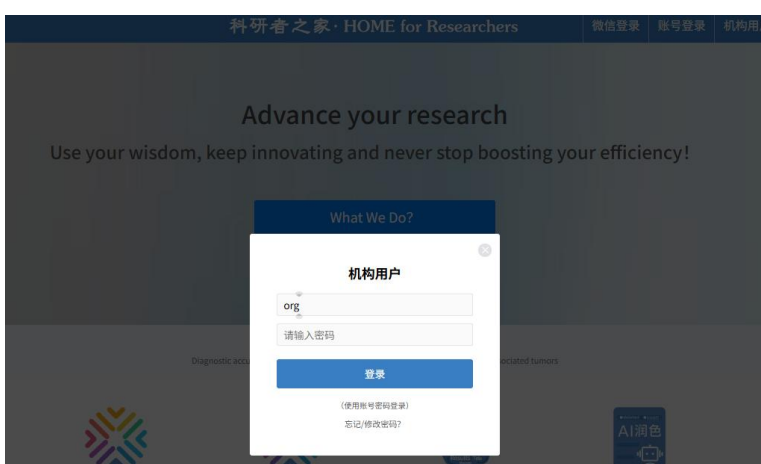 科研者之家·HOME for Researchers
微信登录
账号登录
机构用
Advance your research
Use your wisdom, keep innovating and never stop boosting your efficiency!
What We Do?
机构用户
org
请输入密码
登录
(使用账号密码登录)
忘记/修改密码?
Diagnostic accu
ociated tumors
AI润色